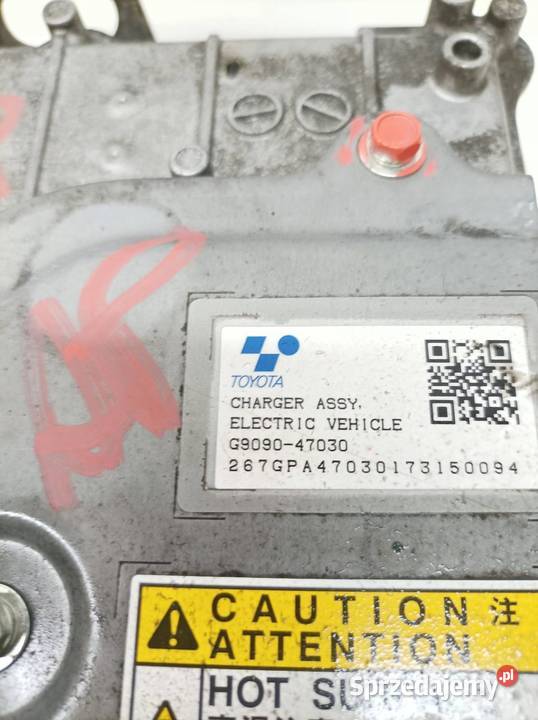 TOYOTA
CHARGER ASSY,
ELECTRIC VEHICLE
G9090-47030
267GPA47030173150094
CAUTION 注
ATTENTION
HOT SU
Sprzedajemy.pl